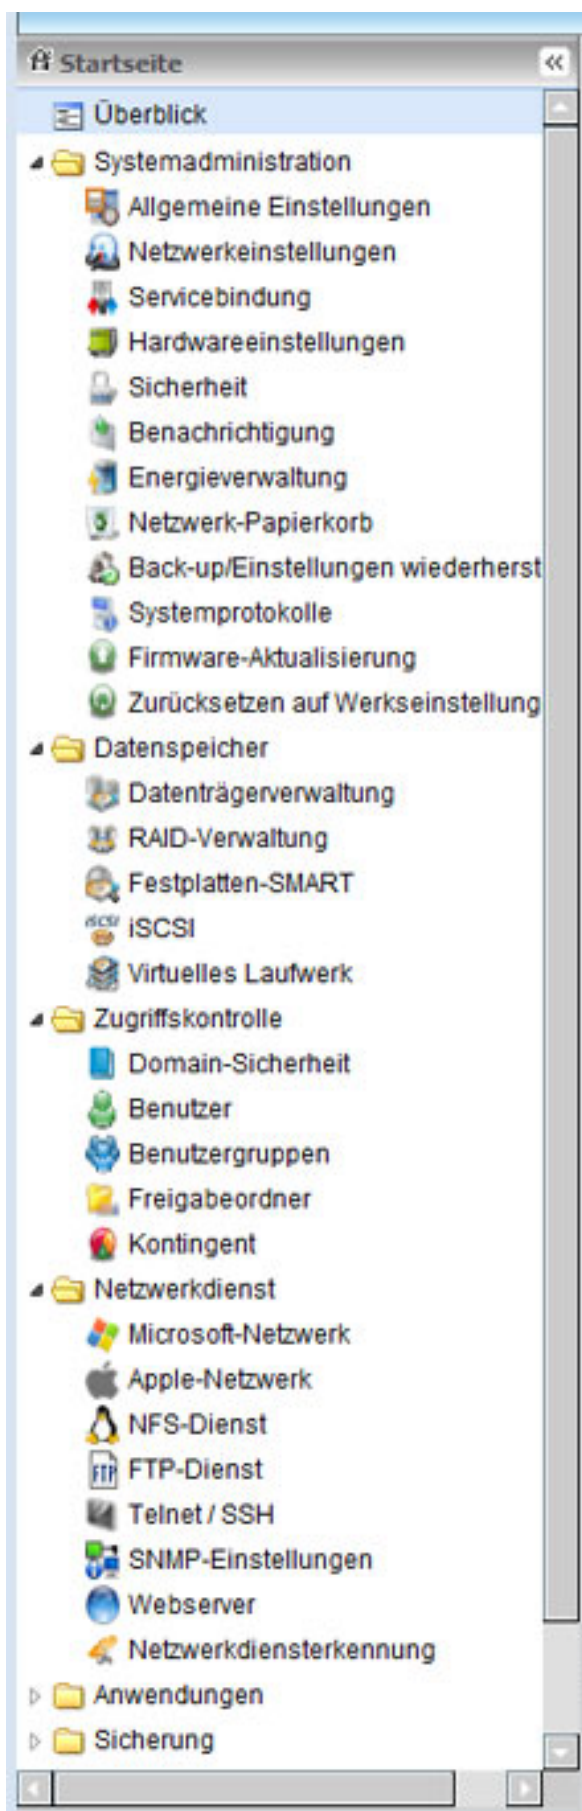 Startseite
Überblick
Systemadministration
Allgemeine Einstellungen
Netzwerkeinstellungen
Servicebindung
Hardwareeinstellungen
Sicherheit
Benachrichtigung
Energieverwaltung
Netzwerk-Papierkorb
Back-up/Einstellungen wiederherst
Systemprotokolle
Firmware-Aktualisierung
Zurücksetzen auf Werkseinstellung
Datenspeicher
Datenträgerverwaltung
RAID-Verwaltung
Festplatten-SMART
iSCSI iSCSI
Virtuelles Laufwerk
Zugriffskontrolle
Domain-Sicherheit
Benutzer
Benutzergruppen
Freigabeordner
Kontingent
Netzwerkdienst
Microsoft-Netzwerk
Apple-Netzwerk
NFS-Dienst
FTP FTP-Dienst
Telnet / SSH
SNMP-Einstellungen
Webserver
Netzwerkdiensterkennung
Anwendungen
Sicherung